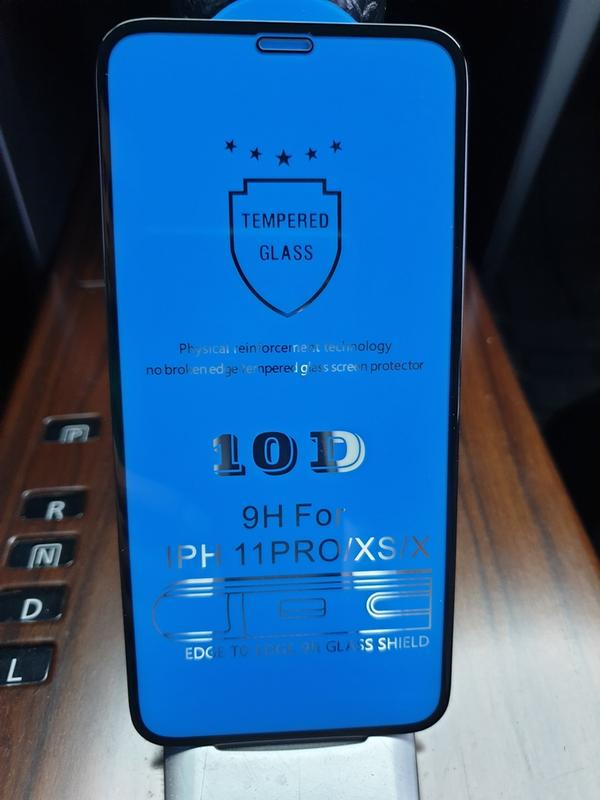 TEMPERED
GLASS
Physical reinforcement technology
no broken edge tempered glass screen protector
10D
9H For
IPH 11PRO/XS/X
EDGE TO EDGE 9H GLASS SHIELD
P
R
N
D
L